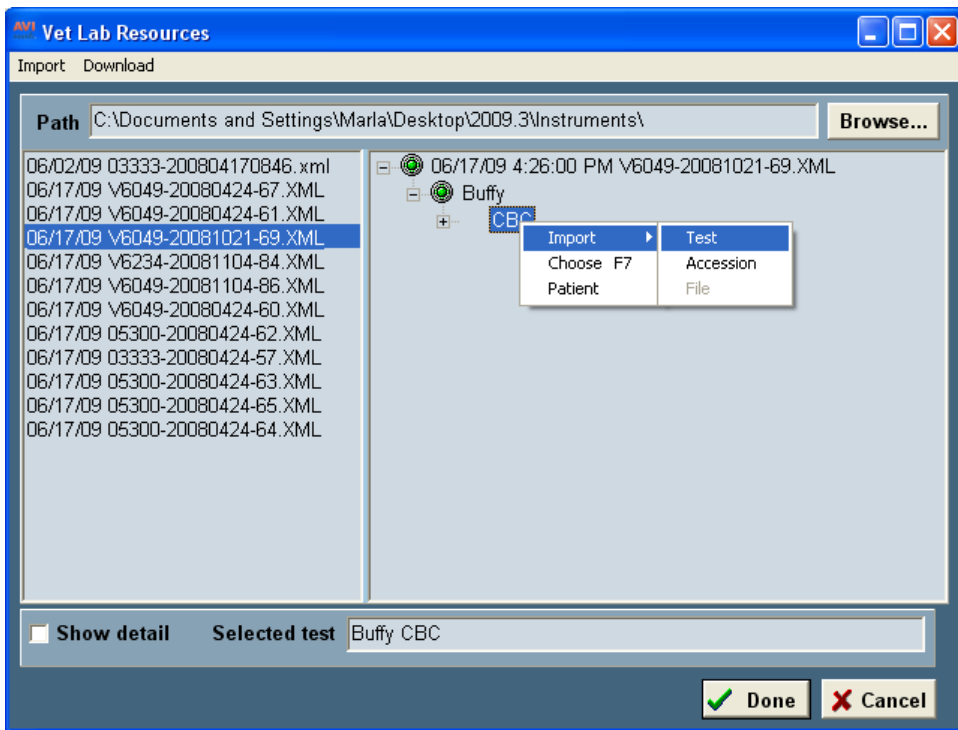 AVI Vet Lab Resources
Import Download
Path C:\Documents and Settings\Marla\Desktop\2009.3\Instruments\ Browse...
06/02/09 03333-200804170846.xml
06/17/09 V6049-20080424-67.XML
06/17/09 V6049-20080424-61.XML
06/17/09 V6049-20081021-69.XML
06/17/09 V6234-20081104-84.XML
06/17/09 V6049-20081104-86.XML
06/17/09 V6049-20080424-60.XML
06/17/09 05300-20080424-62.XML
06/17/09 03333-20080424-57.XML
06/17/09 05300-20080424-63.XML
06/17/09 05300-20080424-65.XML
06/17/09 05300-20080424-64.XML
06/17/09 4:26:00 PM V6049-20081021-69.XML
Buffy
CBC
Import
Choose F7
Patient
Test
Accession
File
Show detail Selected test Buffy CBC
Done Cancel